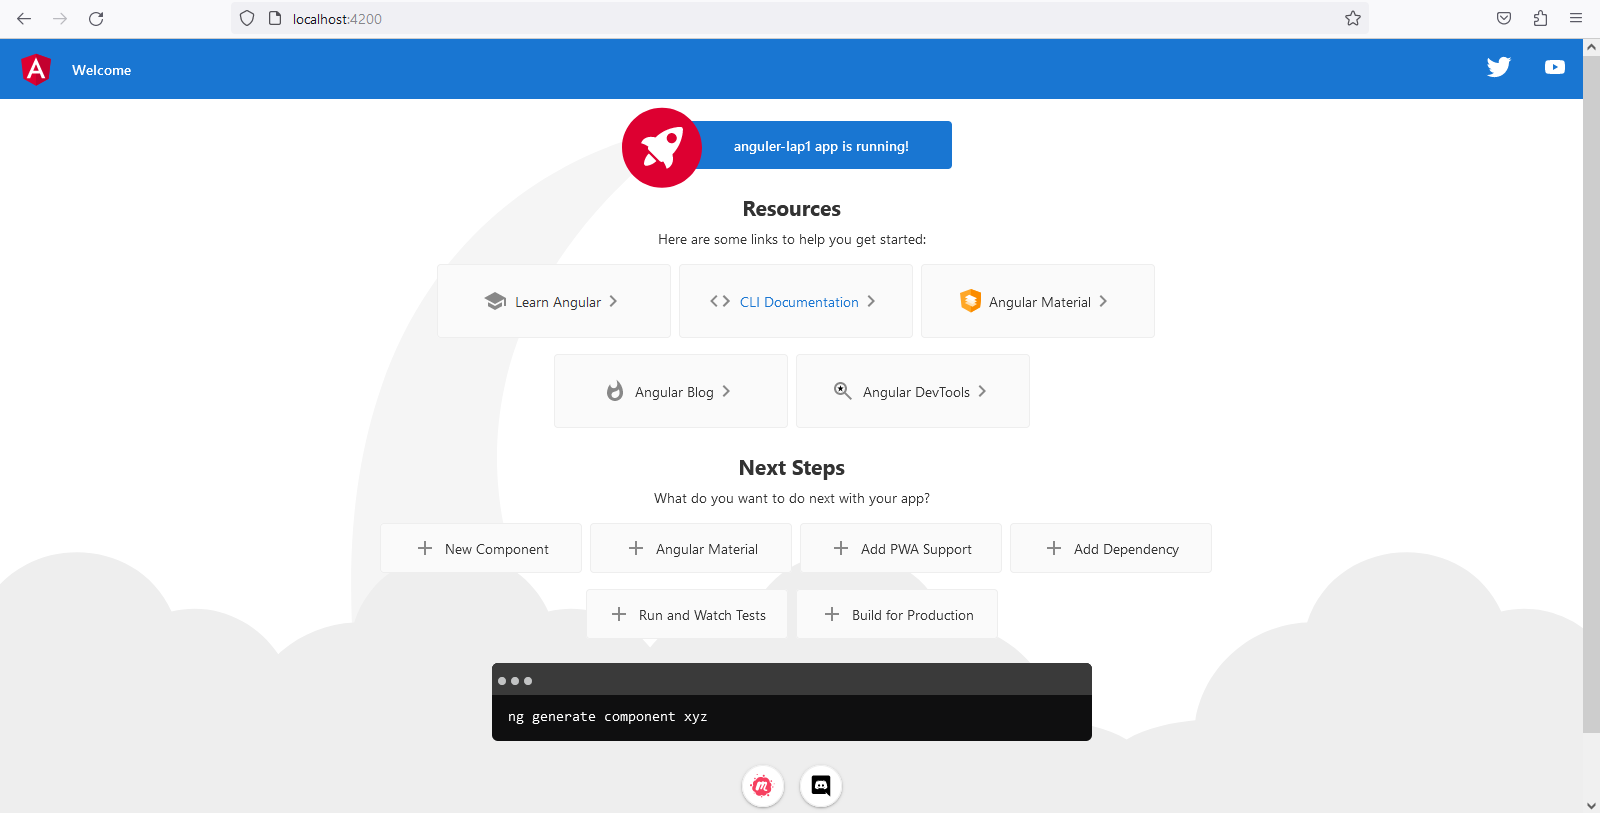 localhost:4200
Welcome
anguler-lap1 app is running!
Resources
Here are some links to help you get started:
Learn Angular
CLI Documentation
Angular Material
Angular Blog
Angular DevTools
Next Steps
What do you want to do next with your app?
New Component
Angular Material
Add PWA Support
Add Dependency
Run and Watch Tests
Build for Production
ng generate component xyz